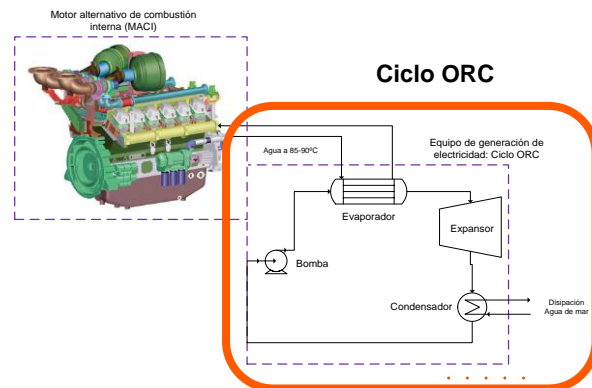 Motor alternativo de combustión
interna (MACI)
Ciclo ORC
Agua a 85-90ºC
Equipo de generación de
electricidad: Ciclo ORC
Evaporador
Expansor
Bomba
Condensador
Disipación
Agua de mar